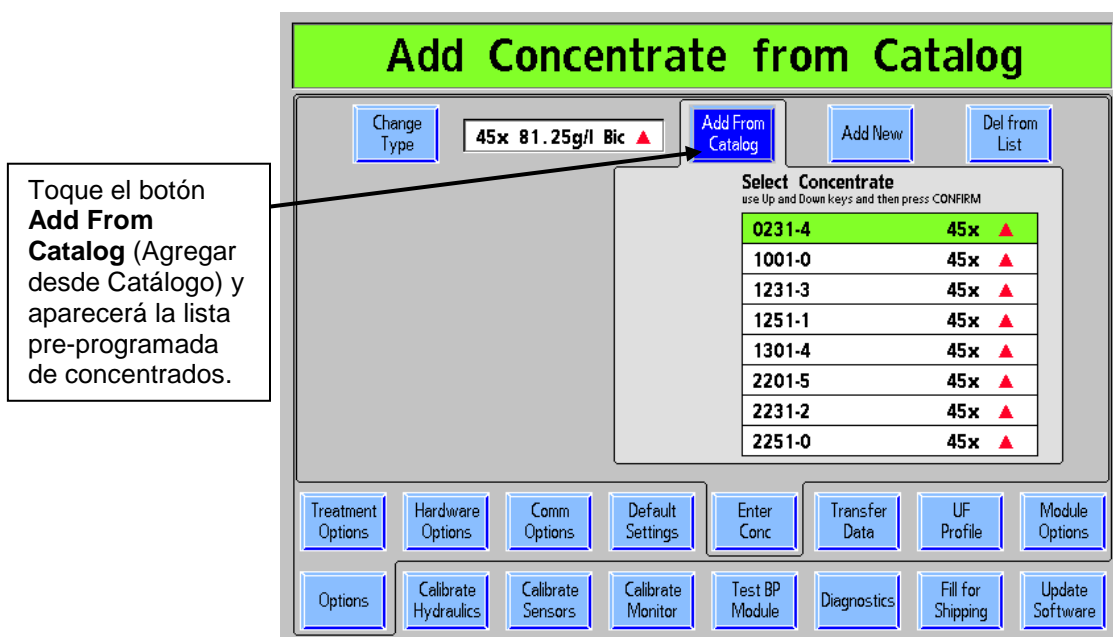 Add Concentrate from Catalog
Change
Type
45x 81.25g/l Bic
Add From
Catalog
Add New
Del from
List
Toque el botón
Add From
Catalog (Agregar
desde Catálogo) y
aparecerá la lista
pre-programada
de concentrados.
Select Concentrate
use Up and Down keys and then press CONFIRM
0231-4 45x
1001-0 45x
1231-3 45x
1251-1 45x
1301-4 45x
2201-5 45x
2231-2 45x
2251-0 45x
Treatment
Options
Hardware
Options
Comm
Options
Default
Settings
Enter
Conc
Transfer
Data
UF
Profile
Module
Options
Options
Calibrate
Hydraulics
Calibrate
Sensors
Calibrate
Monitor
Test BP
Module
Diagnostics
Fill for
Shipping
Update
Software